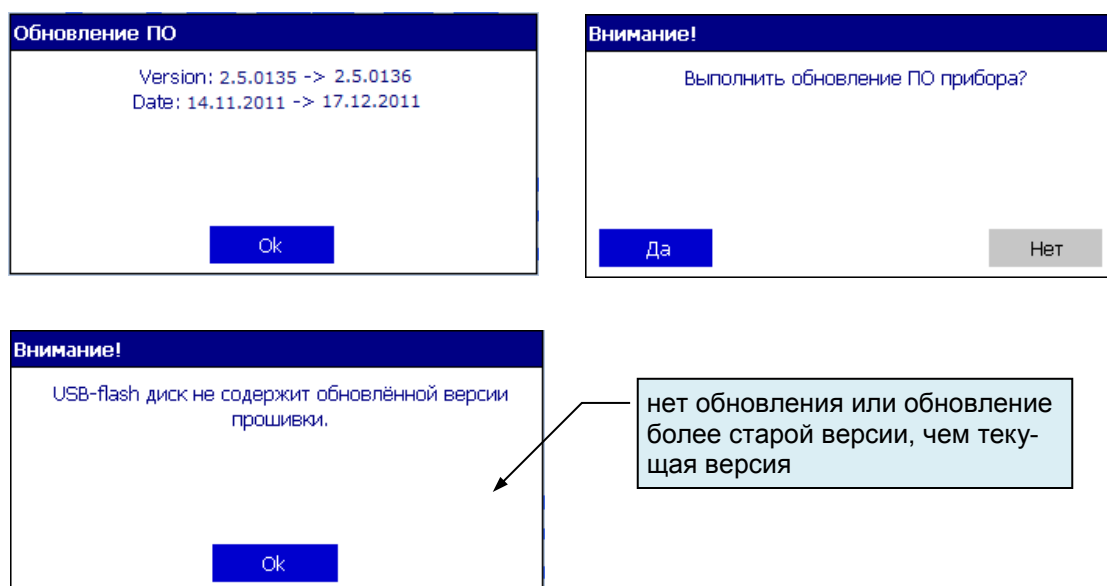 Обновление ПО
Version: 2.5.0135 -> 2.5.0136
Date: 14.11.2011 -> 17.12.2011
Ok
Внимание!
Выполнить обновление ПО прибора?
Да
Нет
Внимание!
USB-flash диск не содержит обновлённой версии
прошивки.
Ok
нет обновления или обновление
более старой версии, чем теку-
щая версия